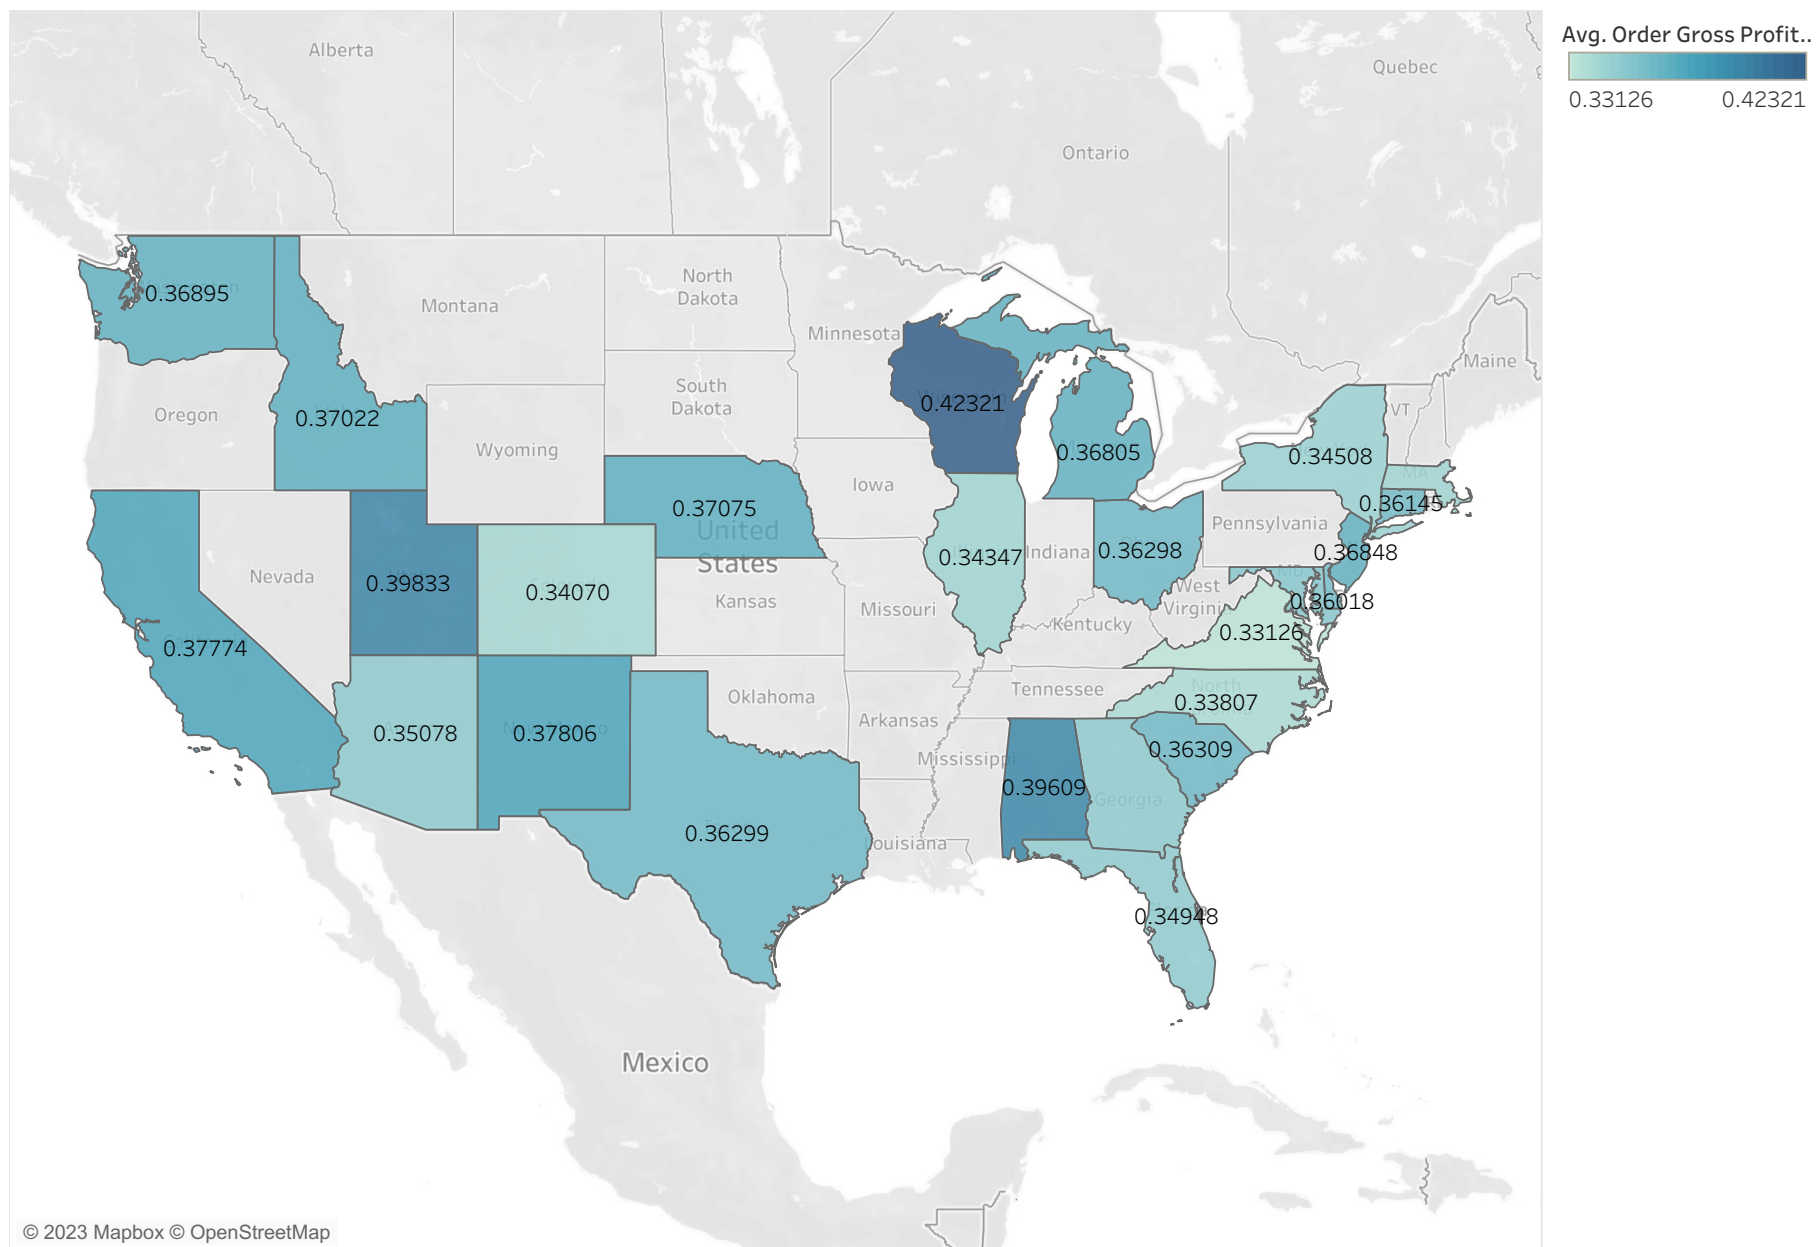 Avg. Order Gross Profit..
0.33126
0.42321
Alberta
Quebec
Ontario
0.36895
Montana
North
Dakota
Minnesota
Maine
Oregon
0.37022
Wyoming
South
Dakota
0.42321
0.36805
VT
0.34508
MA
Iowa
0.37075
United
States
0.36145
Pennsylvania
Nevada
0.39833
0.34070
Kansas
Missouri
0.34347
Indiana
0.36298
0.36848
MD
West
Virginia
0.36018
Kentucky
0.33126
0.37774
0.35078
0.37806
Oklahoma
Arkansas
Tennessee
North
0.33807
0.36309
Mississippi
0.39609
Georgia
0.36299
Louisiana
0.34948
Mexico
© 2023 Mapbox © OpenStreetMap